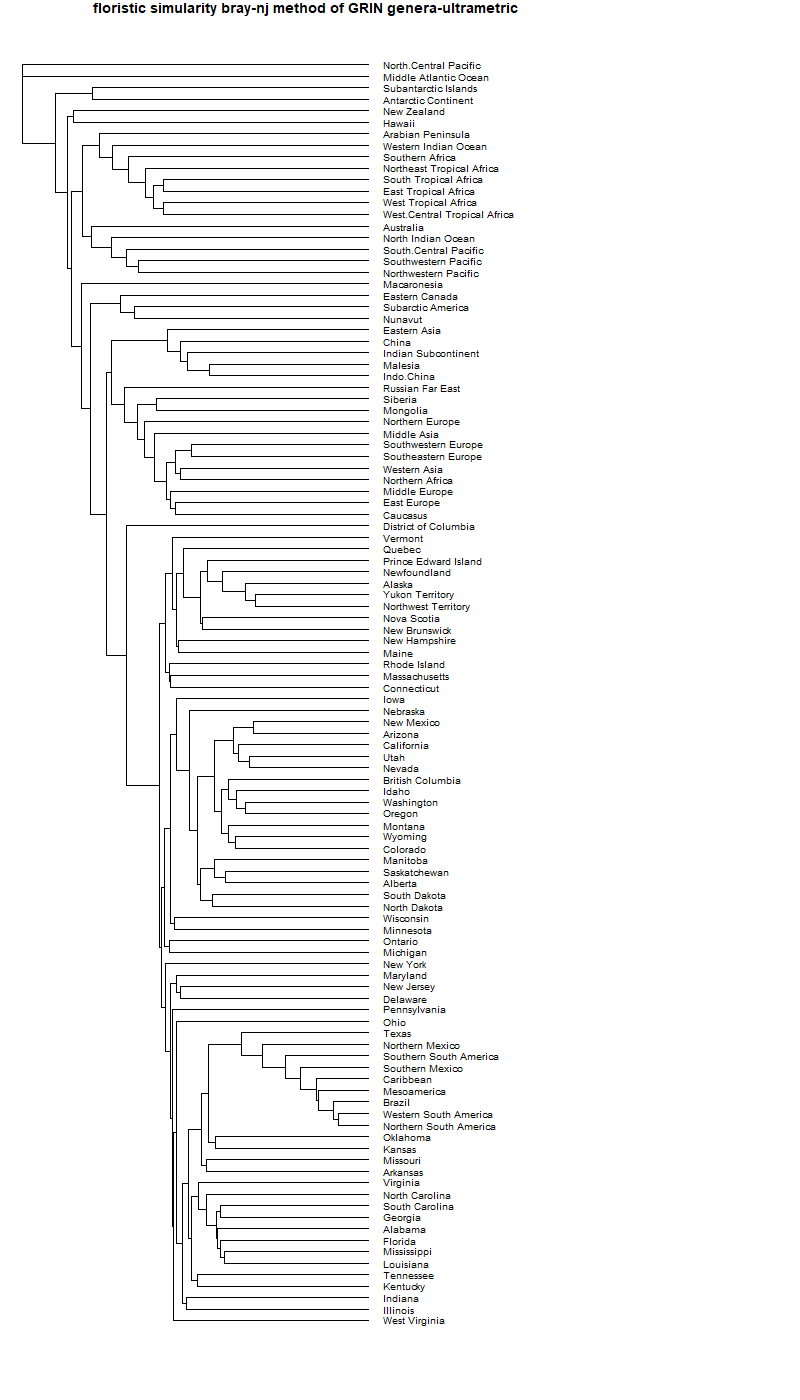 floristic simularity bray-nj method of GRIN genera-ultrametric
North.Central Pacific
Middle Atlantic Ocean
Subantarctic Islands
Antarctic Continent
New Zealand
Hawaii
Arabian Peninsula
Western Indian Ocean
Southern Africa
Northeast Tropical Africa
South Tropical Africa
East Tropical Africa
West Tropical Africa
West.Central Tropical Africa
Australia
North Indian Ocean
South.Central Pacific
Southwestern Pacific
Northwestern Pacific
Macaronesia
Eastern Canada
Subarctic America
Nunavut
Eastern Asia
China
Indian Subcontinent
Malesia
Indo.China
Russian Far East
Siberia
Mongolia
Northern Europe
Middle Asia
Southwestern Europe
Southeastern Europe
Western Asia
Northern Africa
Middle Europe
East Europe
Caucasus
District of Columbia
Vermont
Quebec
Prince Edward Island
Newfoundland
Alaska
Yukon Territory
Northwest Territory
Nova Scotia
New Brunswick
New Hampshire
Maine
Rhode Island
Massachusetts
Connecticut
Iowa
Nebraska
New Mexico
Arizona
California
Utah
Nevada
British Columbia
Idaho
Washington
Oregon
Montana
Wyoming
Colorado
Manitoba
Saskatchewan
Alberta
South Dakota
North Dakota
Wisconsin
Minnesota
Ontario
Michigan
New York
Maryland
New Jersey
Delaware
Pennsylvania
Ohio
Texas
Northern Mexico
Southern South America
Southern Mexico
Caribbean
Mesoamerica
Brazil
Western South America
Northern South America
Oklahoma
Kansas
Missouri
Arkansas
Virginia
North Carolina
South Carolina
Georgia
Alabama
Florida
Mississippi
Louisiana
Tennessee
Kentucky
Indiana
Illinois
West Virginia